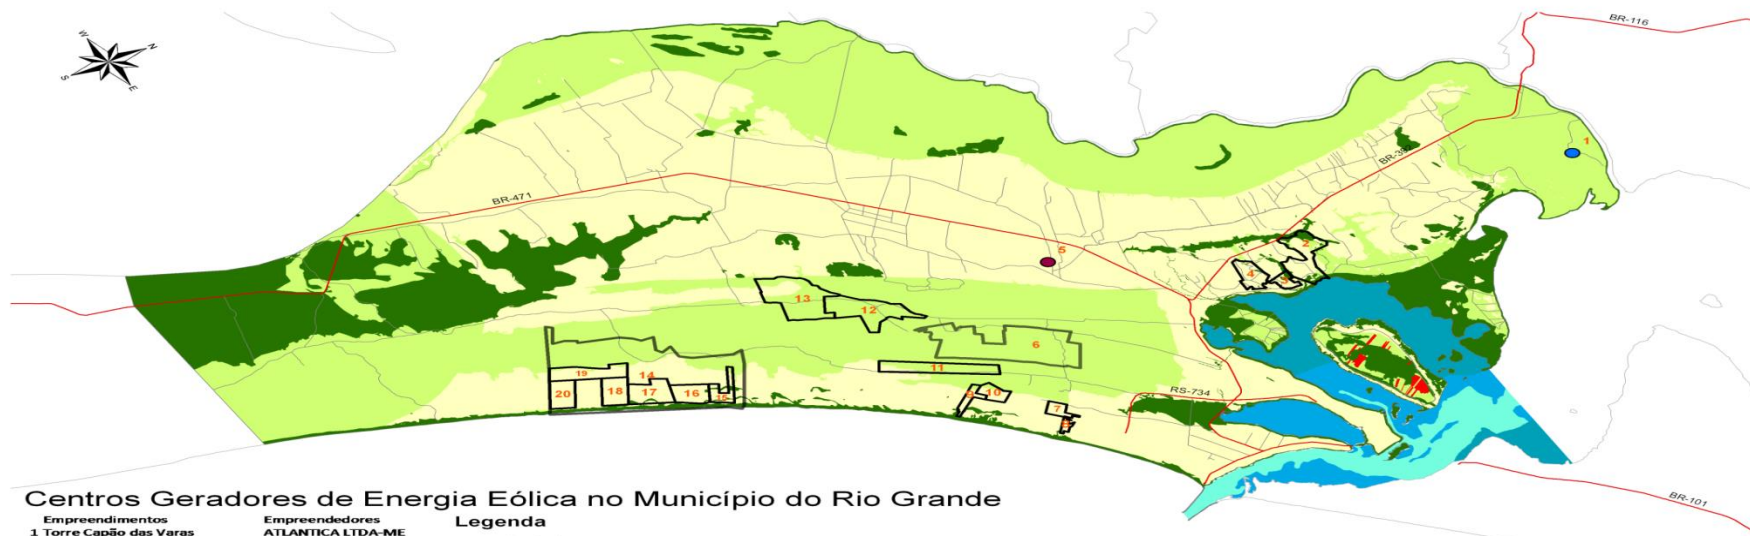 BR-116
W
N
S
E
1
BR-392
BR-471
5
2
4
3
13
12
6
14
19
11
20
18
17
16
15
9
10
7
8
RS-734
BR-101
Centros Geradores de Energia Eólica no Município do Rio Grande
Empreendimentos Empreendedores Legenda
1 Torre Capão das Varas ATLANTICA LTDA-ME